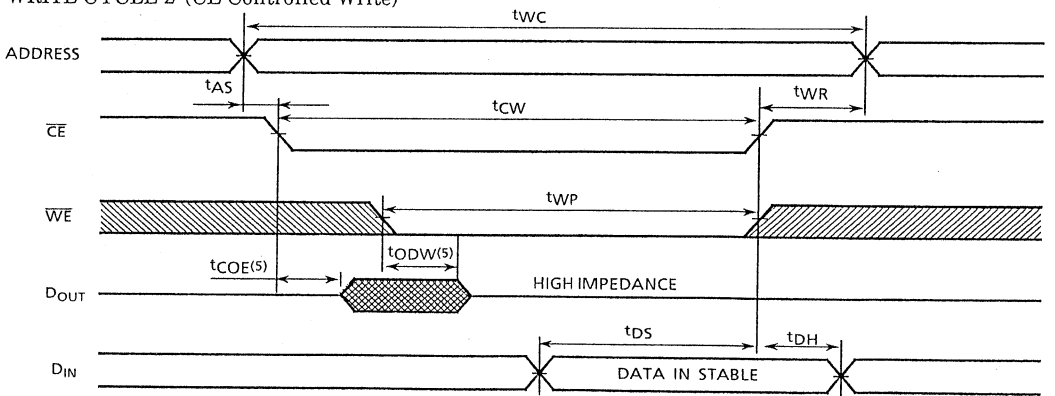 WRITE CYCLE 2 (CE Controlled Write)
tWC
ADDRESS
tAS
tCW
tWR
CE
tWP
WE
tCOE(5)
tODW(5)
DOUT
HIGH IMPEDANCE
tDS
tDH
DIN
DATA IN STABLE